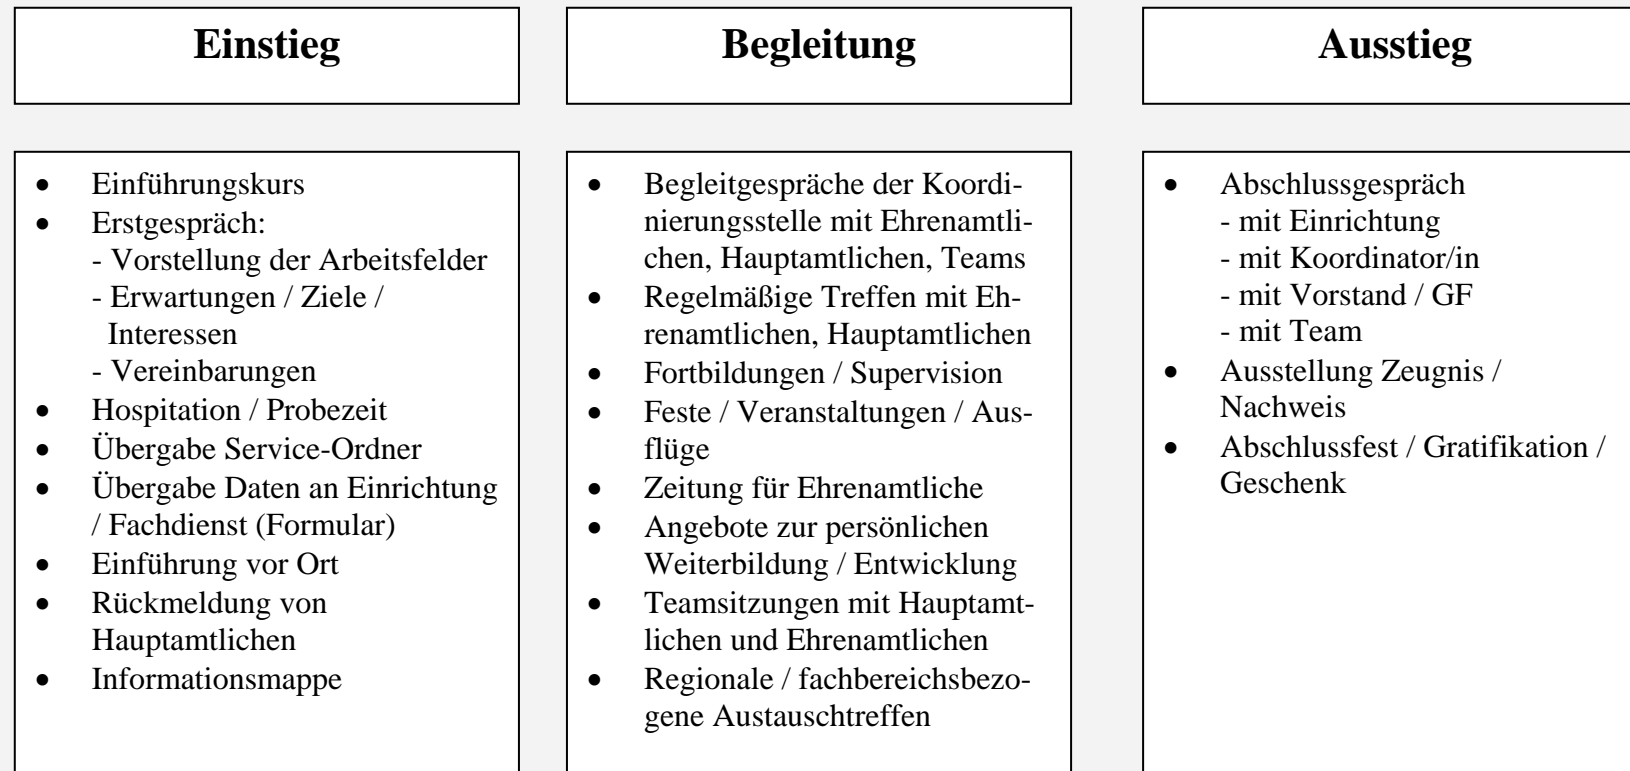 Einstieg
• Einführungskurs
• Erstgespräch:
- Vorstellung der Arbeitsfelder
- Erwartungen / Ziele /
Interessen
- Vereinbarungen
• Hospitation / Probezeit
• Übergabe Service-Ordner
• Übergabe Daten an Einrichtung
/ Fachdienst (Formular)
• Einführung vor Ort
• Rückmeldung von
Hauptamtlichen
• Informationsmappe
Begleitung
• Begleitgespräche der Koordi-
nierungsstelle mit Ehrenamtli-
chen, Hauptamtlichen, Teams
• Regelmäßige Treffen mit Eh-
renamtlichen, Hauptamtlichen
• Fortbildungen / Supervision
• Feste / Veranstaltungen / Aus-
flüge
• Zeitung für Ehrenamtliche
• Angebote zur persönlichen
Weiterbildung / Entwicklung
• Teamsitzungen mit Hauptamt-
lichen und Ehrenamtlichen
• Regionale / fachbereichsbezo-
gene Austauschtreffen
Ausstieg
• Abschlussgespräch
- mit Einrichtung
- mit Koordinator/in
- mit Vorstand / GF
- mit Team
• Ausstellung Zeugnis /
Nachweis
• Abschlussfest / Gratifikation /
Geschenk